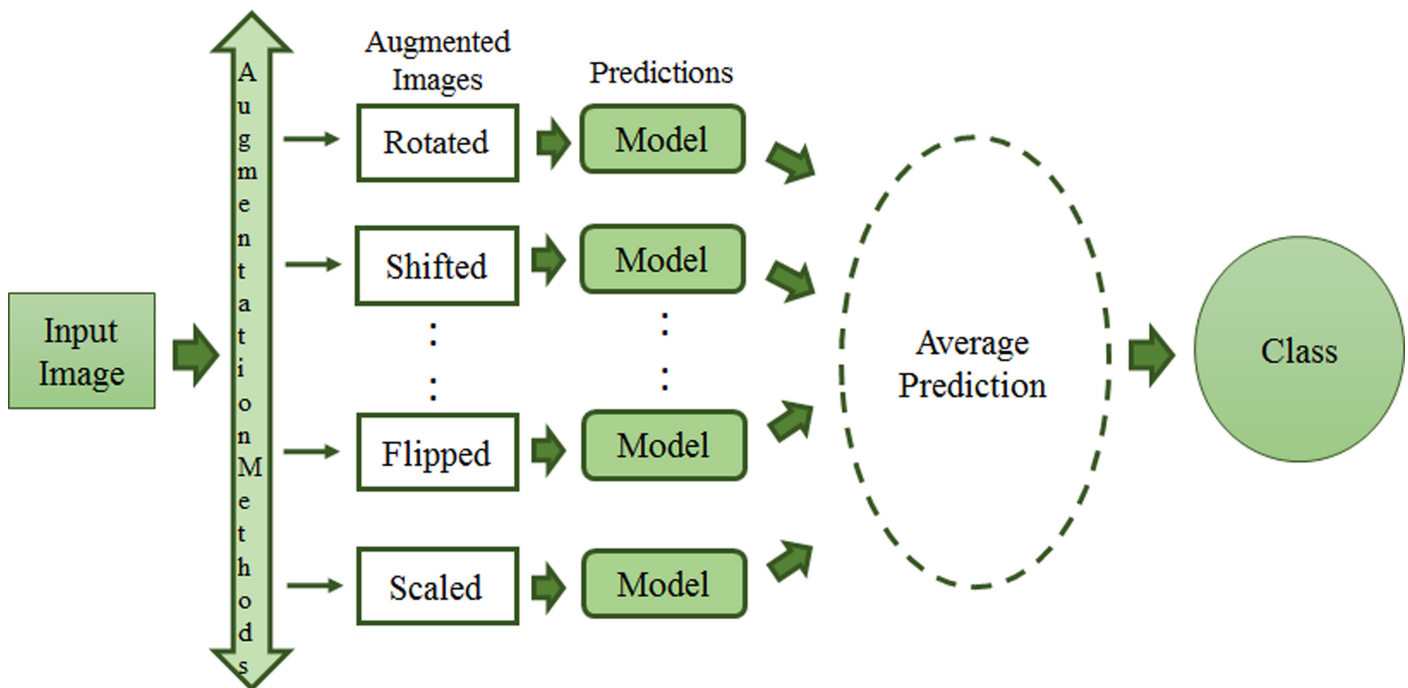 Input
Image
Augmentation Methods
Augmented
Images
Predictions
Rotated
Model
Shifted
Model
:
:
:
:
Flipped
Model
Scaled
Model
Average
Prediction
Class